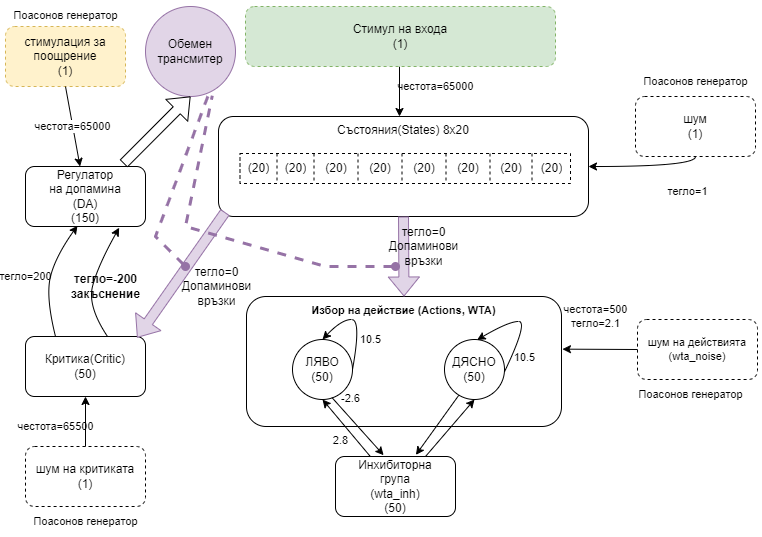 Поасонов генератор
стимулация за
поощрение
(1)
Обемен
трансмитер
Стимул на входа
(1)
честота=65000
честота=65000
Поасонов генератор
шум
(1)
тегло=1
Състояния(States) 8x20
(20) (20) (20) (20) (20) (20) (20) (20)
Регулатор
на допамина
(DA)
(150)
тегло=0
Допаминови
връзки
тегло=0
Допаминови
връзки
тегло=200
тегло=-200
закъснение
Избор на действие (Actions, WTA)
честота=500
тегло=2.1
шум на действията
(wta_noise)
Поасонов генератор
ЛЯВО
(50)
10.5
ДЯСНО
(50)
10.5
-2.6
2.8
Критика(Critic)
(50)
честота=65500
шум на критиката
(1)
Поасонов генератор
Инхибиторна
група
(wta_inh)
(50)